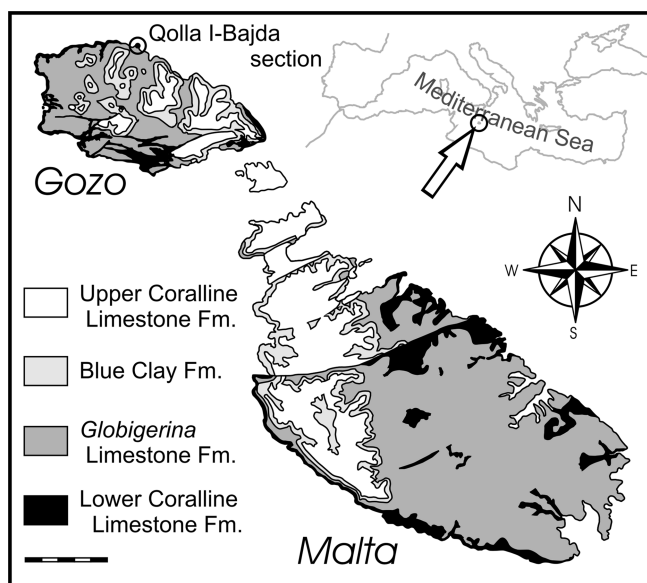 Qolla I-Bajda
section
Mediterranean Sea
Gozo
N
W
E
S
Upper Coralline
Limestone Fm.
Blue Clay Fm.
Globigerina
Limestone Fm.
Lower Coralline
Limestone Fm.
Malta